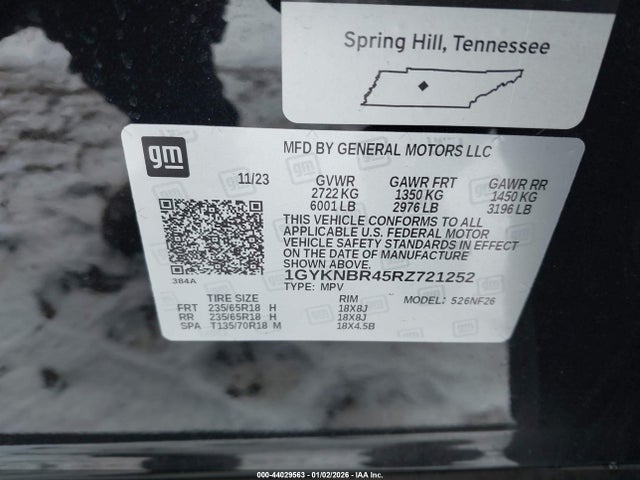 Spring Hill, Tennessee
gm
MFD BY GENERAL MOTORS LLC
11/23 GVWR GAWR FRT GAWR RR
2722 KG 1350 KG 1450 KG
6001 LB 2976 LB 3196 LB
THIS VEHICLE CONFORMS TO ALL
APPLICABLE U.S. FEDERAL MOTOR
VEHICLE SAFETY STANDARDS IN EFFECT
ON THE DATE OF MANUFACTURE
SHOWN ABOVE.
384A
1GYKNBR45RZ721252
TYPE: MPV MODEL: 526NF26
TIRE SIZE RIM
FRT 235/65R18 H 18X8J
RR 235/65R18 H 18X8J
SPA T135/70R18 M 18X4.5B
000-44029563 - 01/02/2026 - IAA Inc.